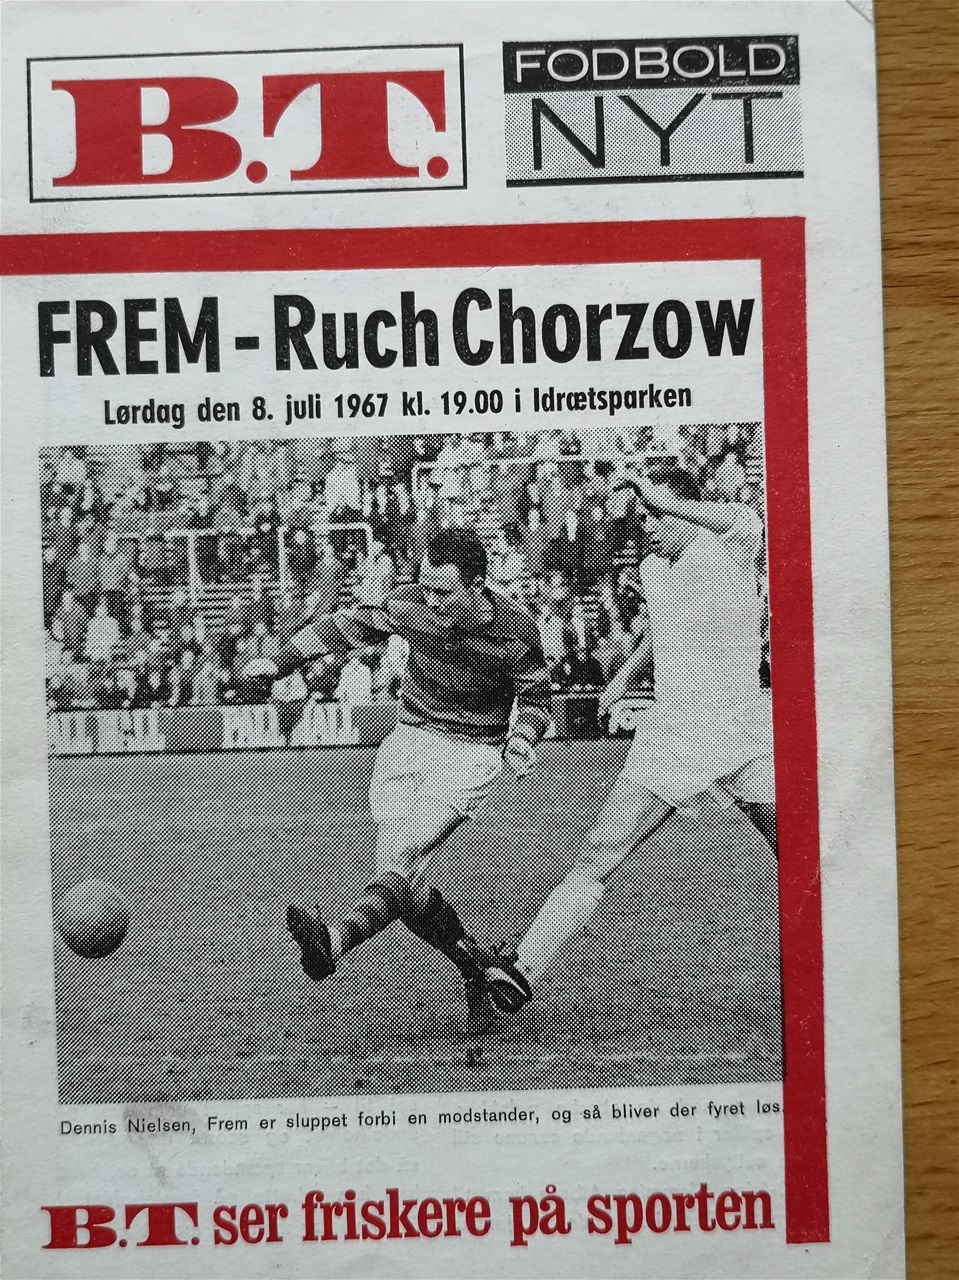 B.T.
FODBOLD
NYT
FREM - Ruch Chorzow
Lørdag den 8. juli 1967 kl. 19.00 i Idrætsparken
Dennis Nielsen, Frem er sluppet forbi en modstander, og så bliver der fyret løs.
B.T. ser friskere på sporten